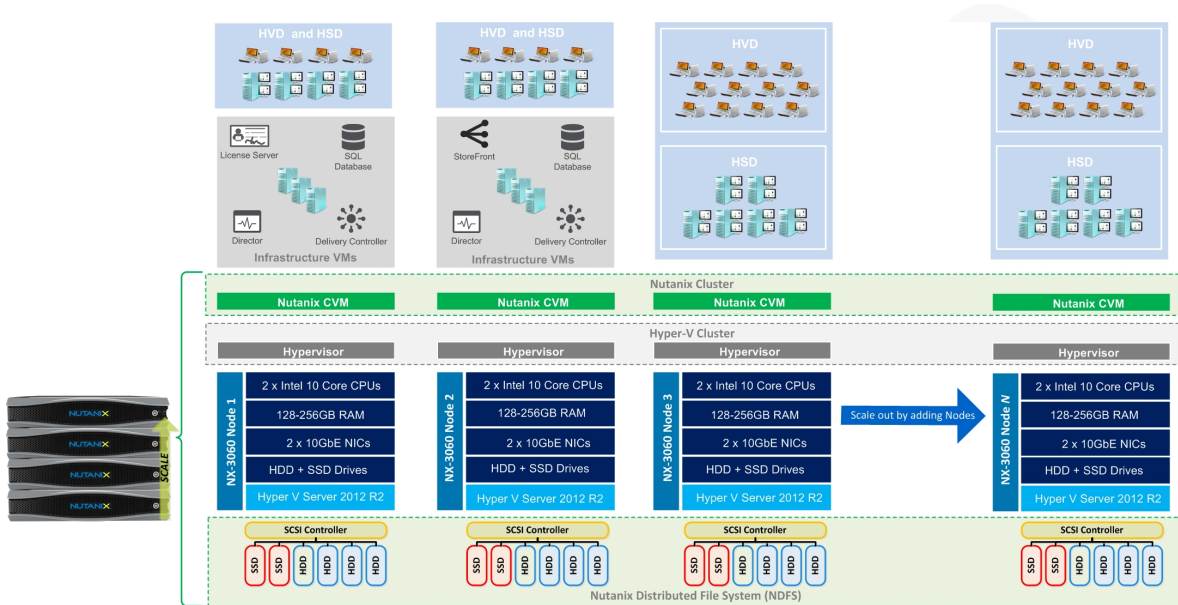 HVD and HSD
HVD and HSD
HVD
HVD
License Server
SQL
Database
Director
Delivery Controller
Infrastructure VMs
StoreFront
SQL
Database
Director
Delivery Controller
Infrastructure VMs
HSD
HSD
Nutanix Cluster
Nutanix CVM
Nutanix CVM
Nutanix CVM
Nutanix CVM
Hyper-V Cluster
Hypervisor
Hypervisor
Hypervisor
Hypervisor
NUTANIX
NUTANIX
NUTANIX
NUTANIX
SCALE
NX-3060 Node 1
2 x Intel 10 Core CPUs
128-256GB RAM
2 x 10GbE NICs
HDD + SSD Drives
Hyper V Server 2012 R2
NX-3060 Node 2
2 x Intel 10 Core CPUs
128-256GB RAM
2 x 10GbE NICs
HDD + SSD Drives
Hyper V Server 2012 R2
NX-3060 Node 3
2 x Intel 10 Core CPUs
128-256GB RAM
2 x 10GbE NICs
HDD + SSD Drives
Hyper V Server 2012 R2
Scale out by adding Nodes
NX-3060 Node N
2 x Intel 10 Core CPUs
128-256GB RAM
2 x 10GbE NICs
HDD + SSD Drives
Hyper V Server 2012 R2
SCSI Controller
SSD
SSD
HDD
HDD
HDD
HDD
SCSI Controller
SSD
SSD
HDD
HDD
HDD
HDD
SCSI Controller
SSD
SSD
HDD
HDD
HDD
HDD
SCSI Controller
SSD
SSD
HDD
HDD
HDD
HDD
Nutanix Distributed File System (NDFS)